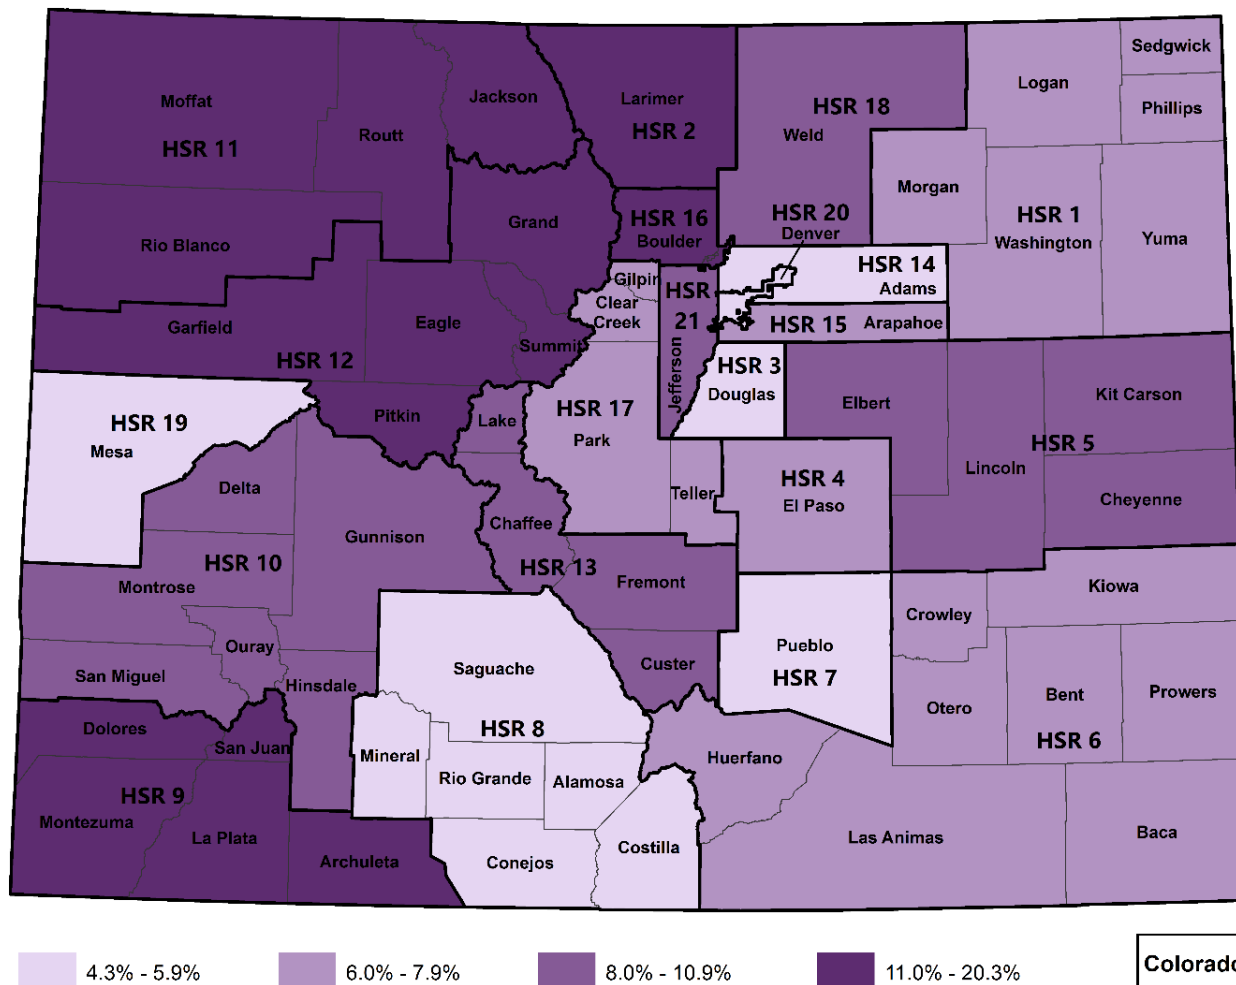 Sedgwick
Logan
Jackson
Larimer
Moffat
HSR 18
Phillips
HSR 2
Routt
Weld
HSR 11
Morgan
HSR 20
HSR 1
HSR 16
Grand
Denver
Rio Blanco
Boulder
Washington
Yuma
HSR 14
Gilpin
HSR
Adams
Clear
Creek
21
HSR 15
Arapahoe
Eagle
Garfield
Summit
HSR 12
HSR 3
Jefferson
Douglas
Kit Carson
Elbert
HSR 17
Pitkin
Lake
HSR 19
Park
HSR 5
Mesa
Lincoln
HSR 4
Delta
Teller
Cheyenne
El Paso
Chaffee
Gunnison
HSR 10
HSR 13
Fremont
Montrose
Kiowa
Crowley
Ouray
Pueblo
Saguache
Custer
San Miguel
HSR 7
Hinsdale
Bent
Prowers
Otero
Dolores
HSR 8
San Juan
HSR 6
Mineral
Huerfano
Rio Grande
Alamosa
HSR 9
Montezuma
La Plata
Las Animas
Baca
Costilla
Archuleta
Conejos
4.3% - 5.9%
6.0% - 7.9%
8.0% - 10.9%
11.0% - 20.3%